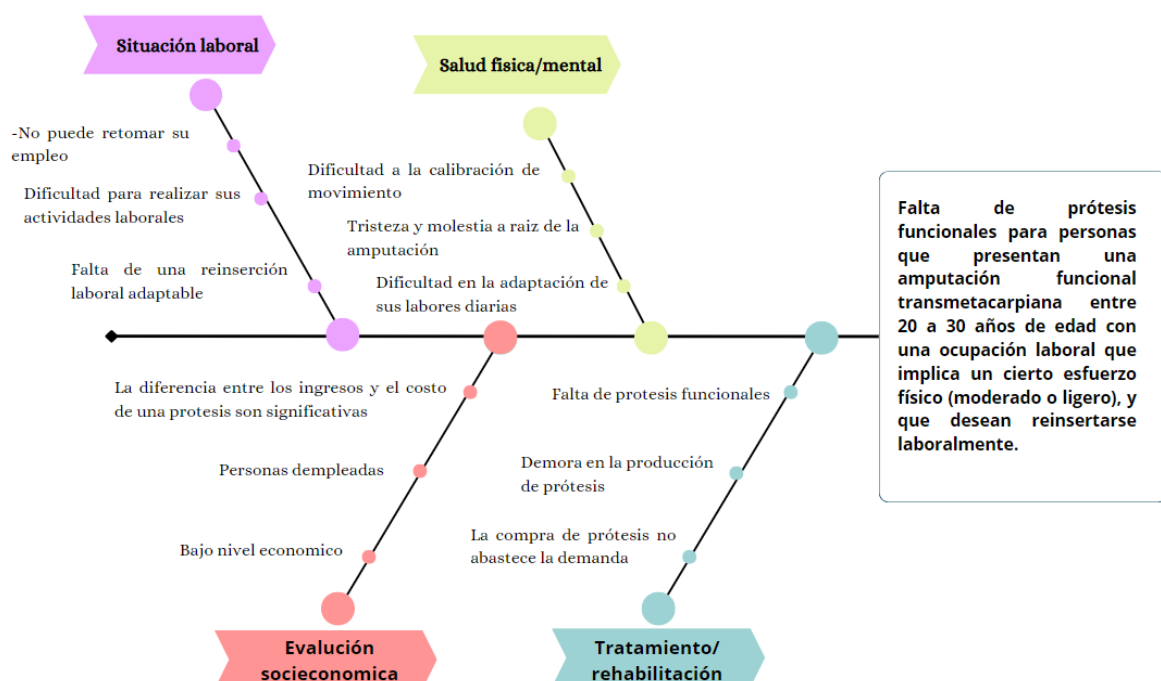 Situación laboral
-No puede retomar su
empleo
Dificultad para realizar sus
actividades laborales
Falta de una reinserción
laboral adaptable
Salud física/mental
Dificultad a la calibración de
movimiento
Tristeza y molestia a raiz de la
amputación
Dificultad en la adaptación de
sus labores diarias
La diferencia entre los ingresos y el costo
de una protesis son significativas
Personas dempleadas
Bajo nivel economico
Evalución
socieconomica
Falta de protesis funcionales
Demora en la producción
de prótesis
La compra de prótesis no
abastece la demanda
Tratamiento/
rehabilitación
Falta de prótesis
funcionales para personas
que presentan una
amputación funcional
transmetacarpiana entre
20 a 30 años de edad con
una ocupación laboral que
implica un cierto esfuerzo
físico (moderado o ligero), y
que desean reinsertarse
laboralmente.